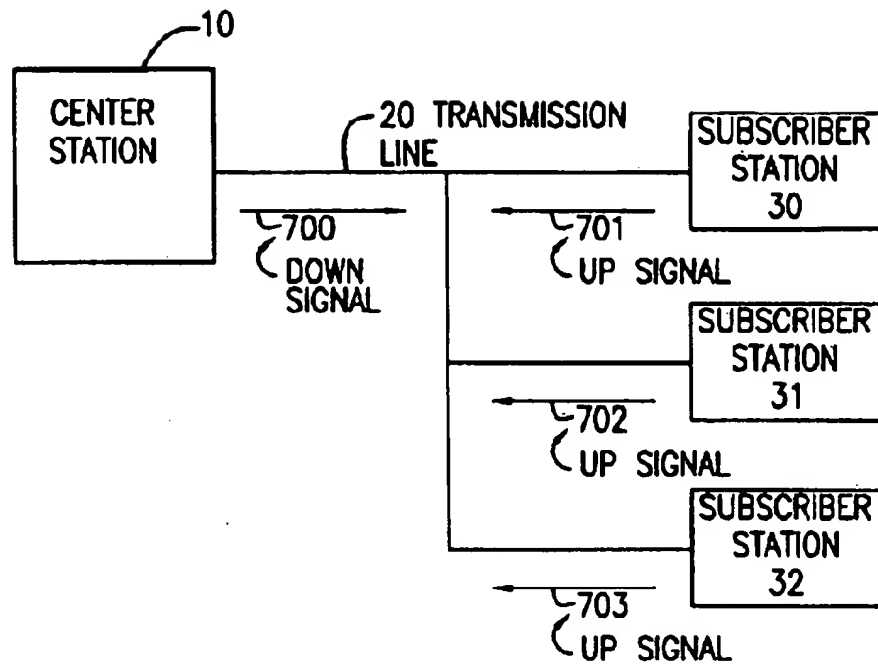 10
CENTER
STATION
20 TRANSMISSION
LINE
SUBSCRIBER
STATION
30
700
DOWN
SIGNAL
701
UP SIGNAL
SUBSCRIBER
STATION
31
702
UP SIGNAL
SUBSCRIBER
STATION
32
703
UP SIGNAL